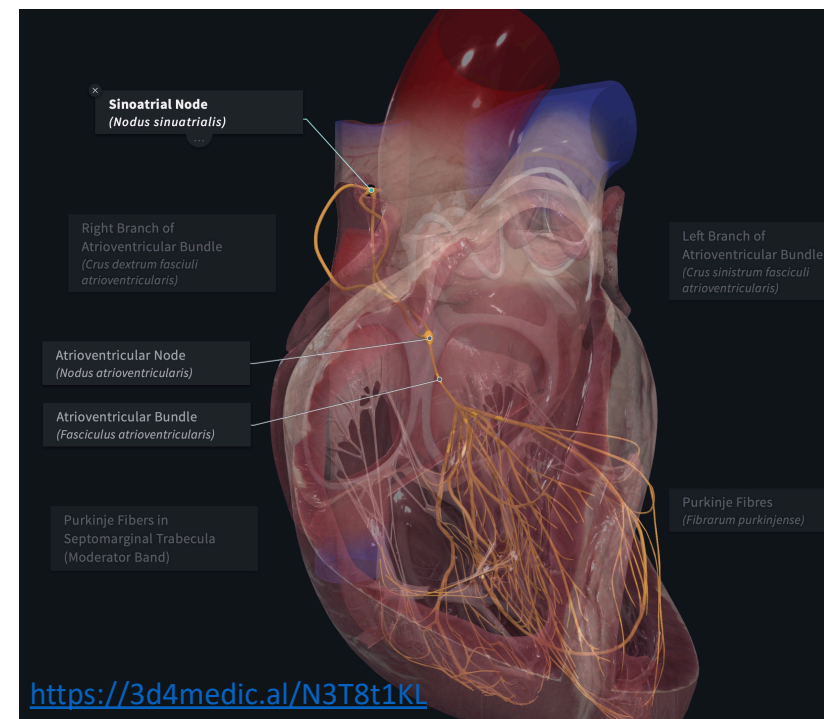 Sinoatrial Node
(Nodus sinuatrialis)
...
Right Branch of
Atrioventricular Bundle
(Crus dextrum fasciuli
atrioventricularis)
Left Branch of
Atrioventricular Bundle
(Crus sinistrum fasciculi
atrioventricularis)
Atrioventricular Node
(Nodus atrioventricularis)
Atrioventricular Bundle
(Fasciculus atrioventricularis)
Purkinje Fibers in
Septomarginal Trabecula
(Moderator Band)
Purkinje Fibres
(Fibrarum purkinjense)
https://3d4medic.al/N3T8t1KL